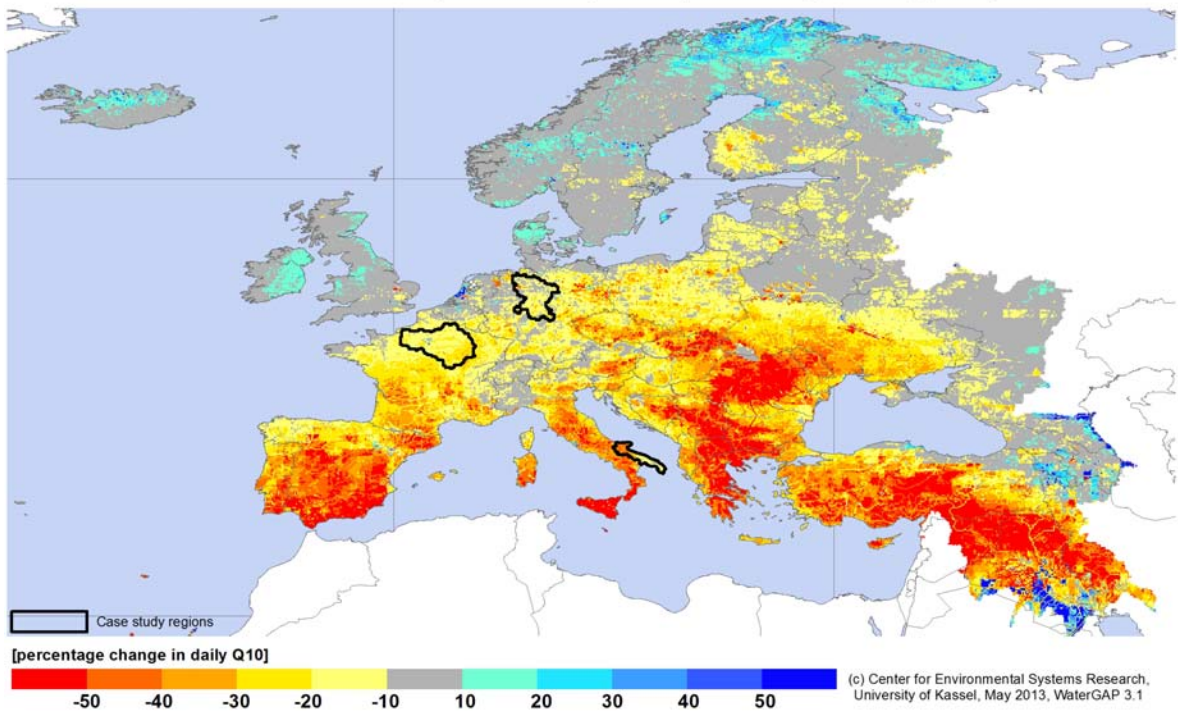 Case study regions
[percentage change in daily Q10]
-50 -40 -30 -20 -10 10 20 30 40 50
(c) Center for Environmental Systems Research,
University of Kassel, May 2013, WaterGAP 3.1